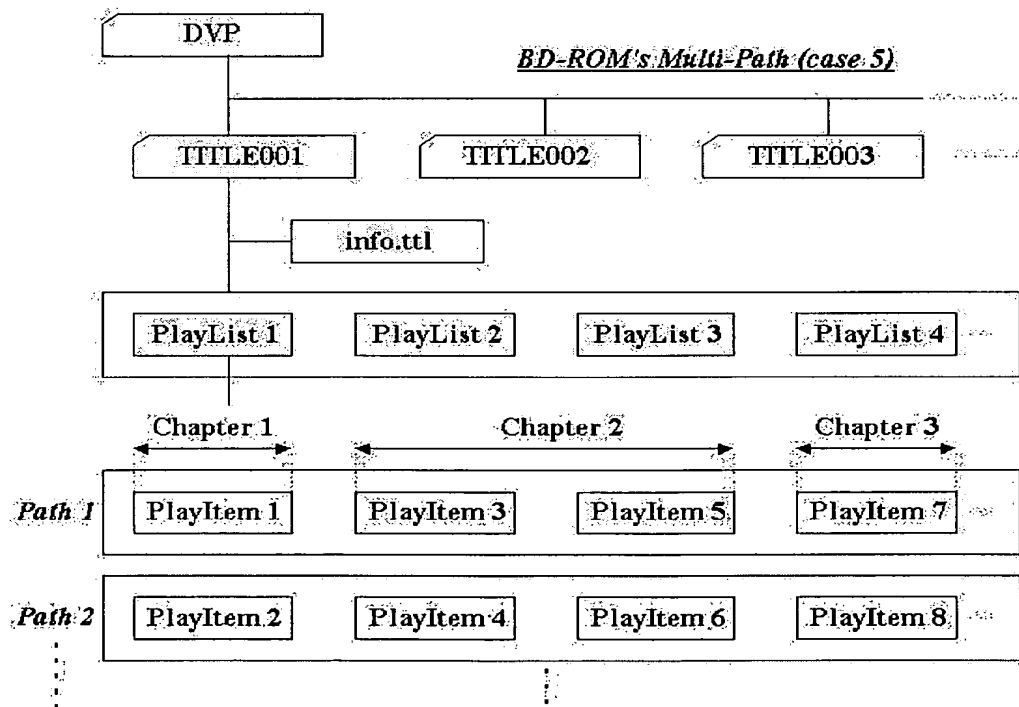 DVP
BD-ROM's Multi-Path (case 5)
TITLE001 TITLE002 TITLE003
info.ttl
PlayList 1 PlayList 2 PlayList 3 PlayList 4
Chapter 1 Chapter 2 Chapter 3
Path 1 PlayItem 1 PlayItem 3 PlayItem 5 PlayItem 7
Path 2 PlayItem 2 PlayItem 4 PlayItem 6 PlayItem 8